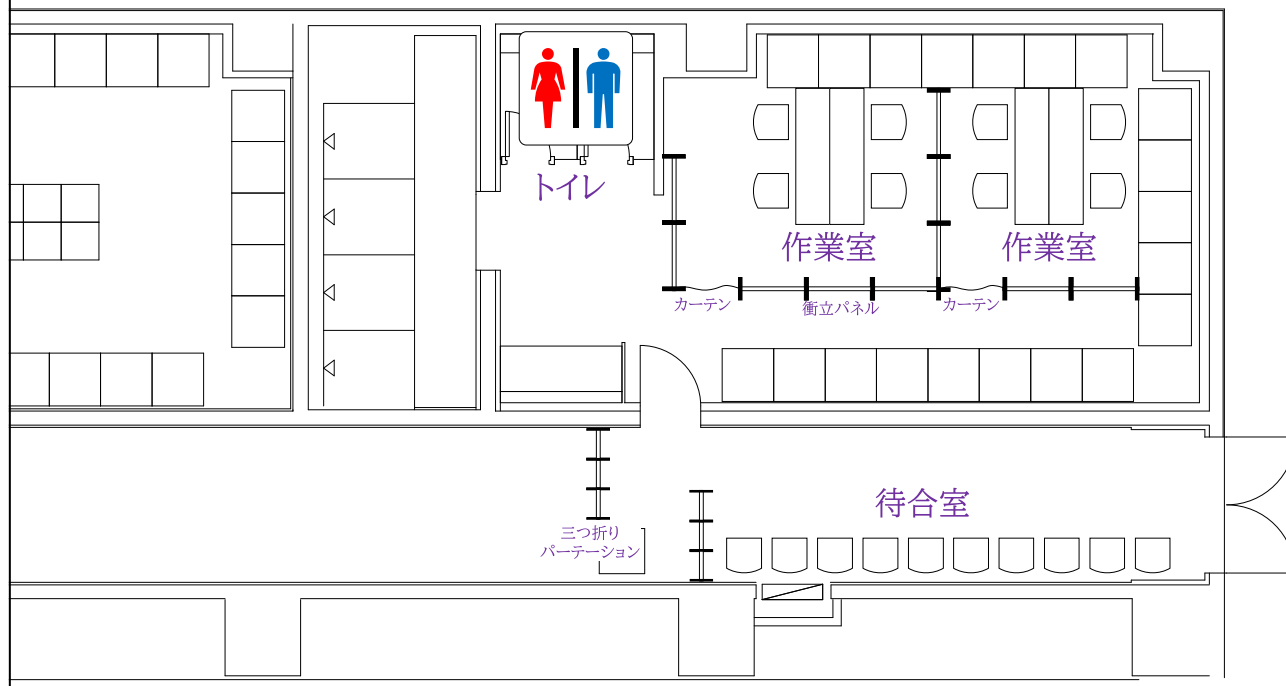 トイレ
作業室
作業室
カーテン
衝立パネル
カーテン
待合室
三つ折り
パーテーション